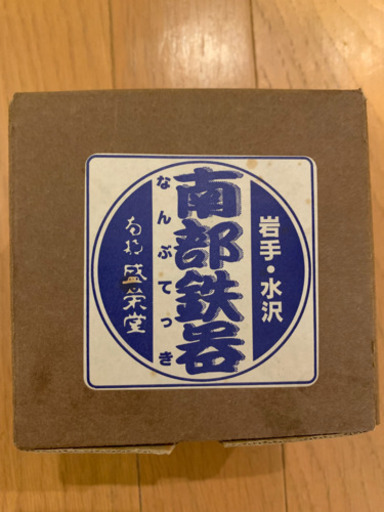 岩手・水沢
南部鉄器
なんぶてっき
盛栄堂